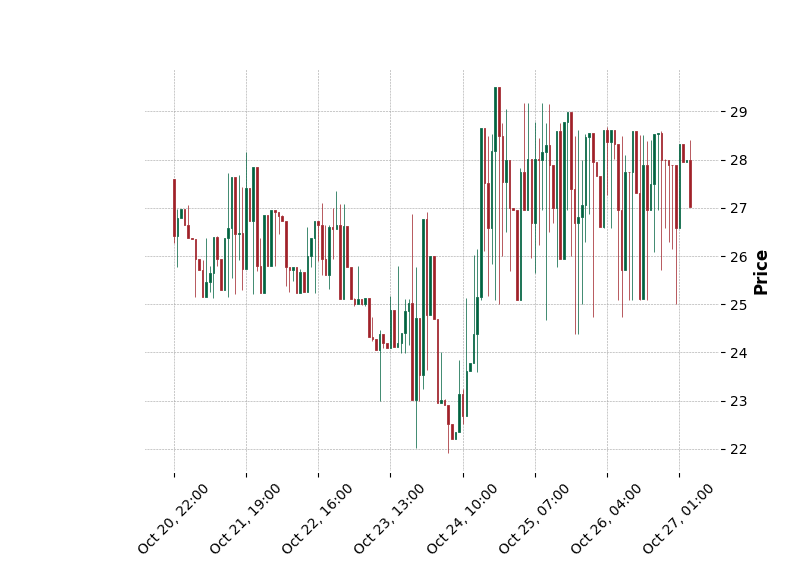 29
28
27
26
25
24
23
22
Price
Oct 20, 22:00
Oct 21, 19:00
Oct 22, 16:00
Oct 23, 13:00
Oct 24, 10:00
Oct 25, 07:00
Oct 26, 04:00
Oct 27, 01:00